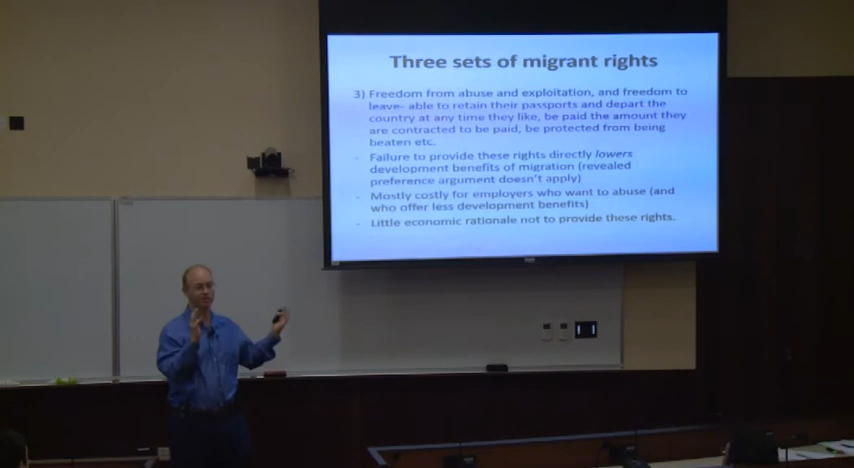 Three sets of migrant rights
3) Freedom from abuse and exploitation, and freedom to
leave- able to retain their passports and depart the
country at any time they like, be paid the amount they
are contracted to be paid, be protected from being
beaten etc.
- Failure to provide these rights directly lowers
development benefits of migration (revealed
preference argument doesn't apply)
- Mostly costly for employers who want to abuse (and
who offer less development benefits)
- Little economic rationale not to provide these rights.